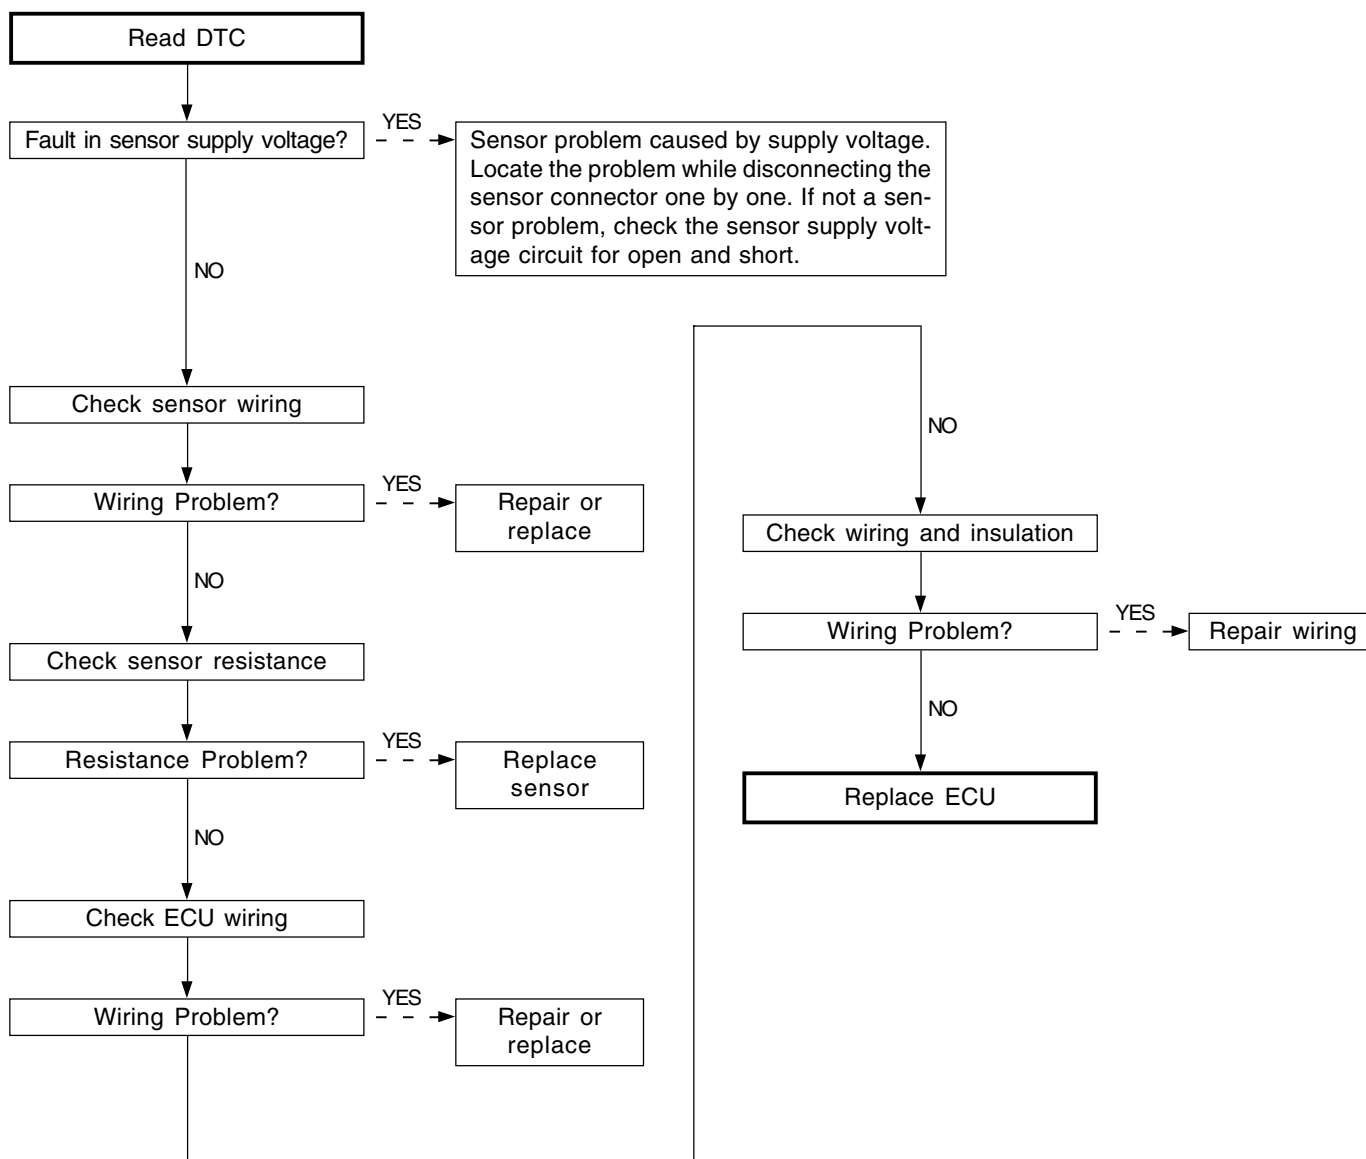 Read DTC
Fault in sensor supply voltage?
YES
Sensor problem caused by supply voltage.
Locate the problem while disconnecting the
sensor connector one by one. If not a sen-
sor problem, check the sensor supply volt-
age circuit for open and short.
NO
Check sensor wiring
Wiring Problem?
YES
Repair or
replace
NO
Check sensor resistance
Resistance Problem?
YES
Replace
sensor
NO
Check ECU wiring
Wiring Problem?
YES
Repair or
replace
NO
Check wiring and insulation
Wiring Problem?
YES
Repair wiring
NO
Replace ECU